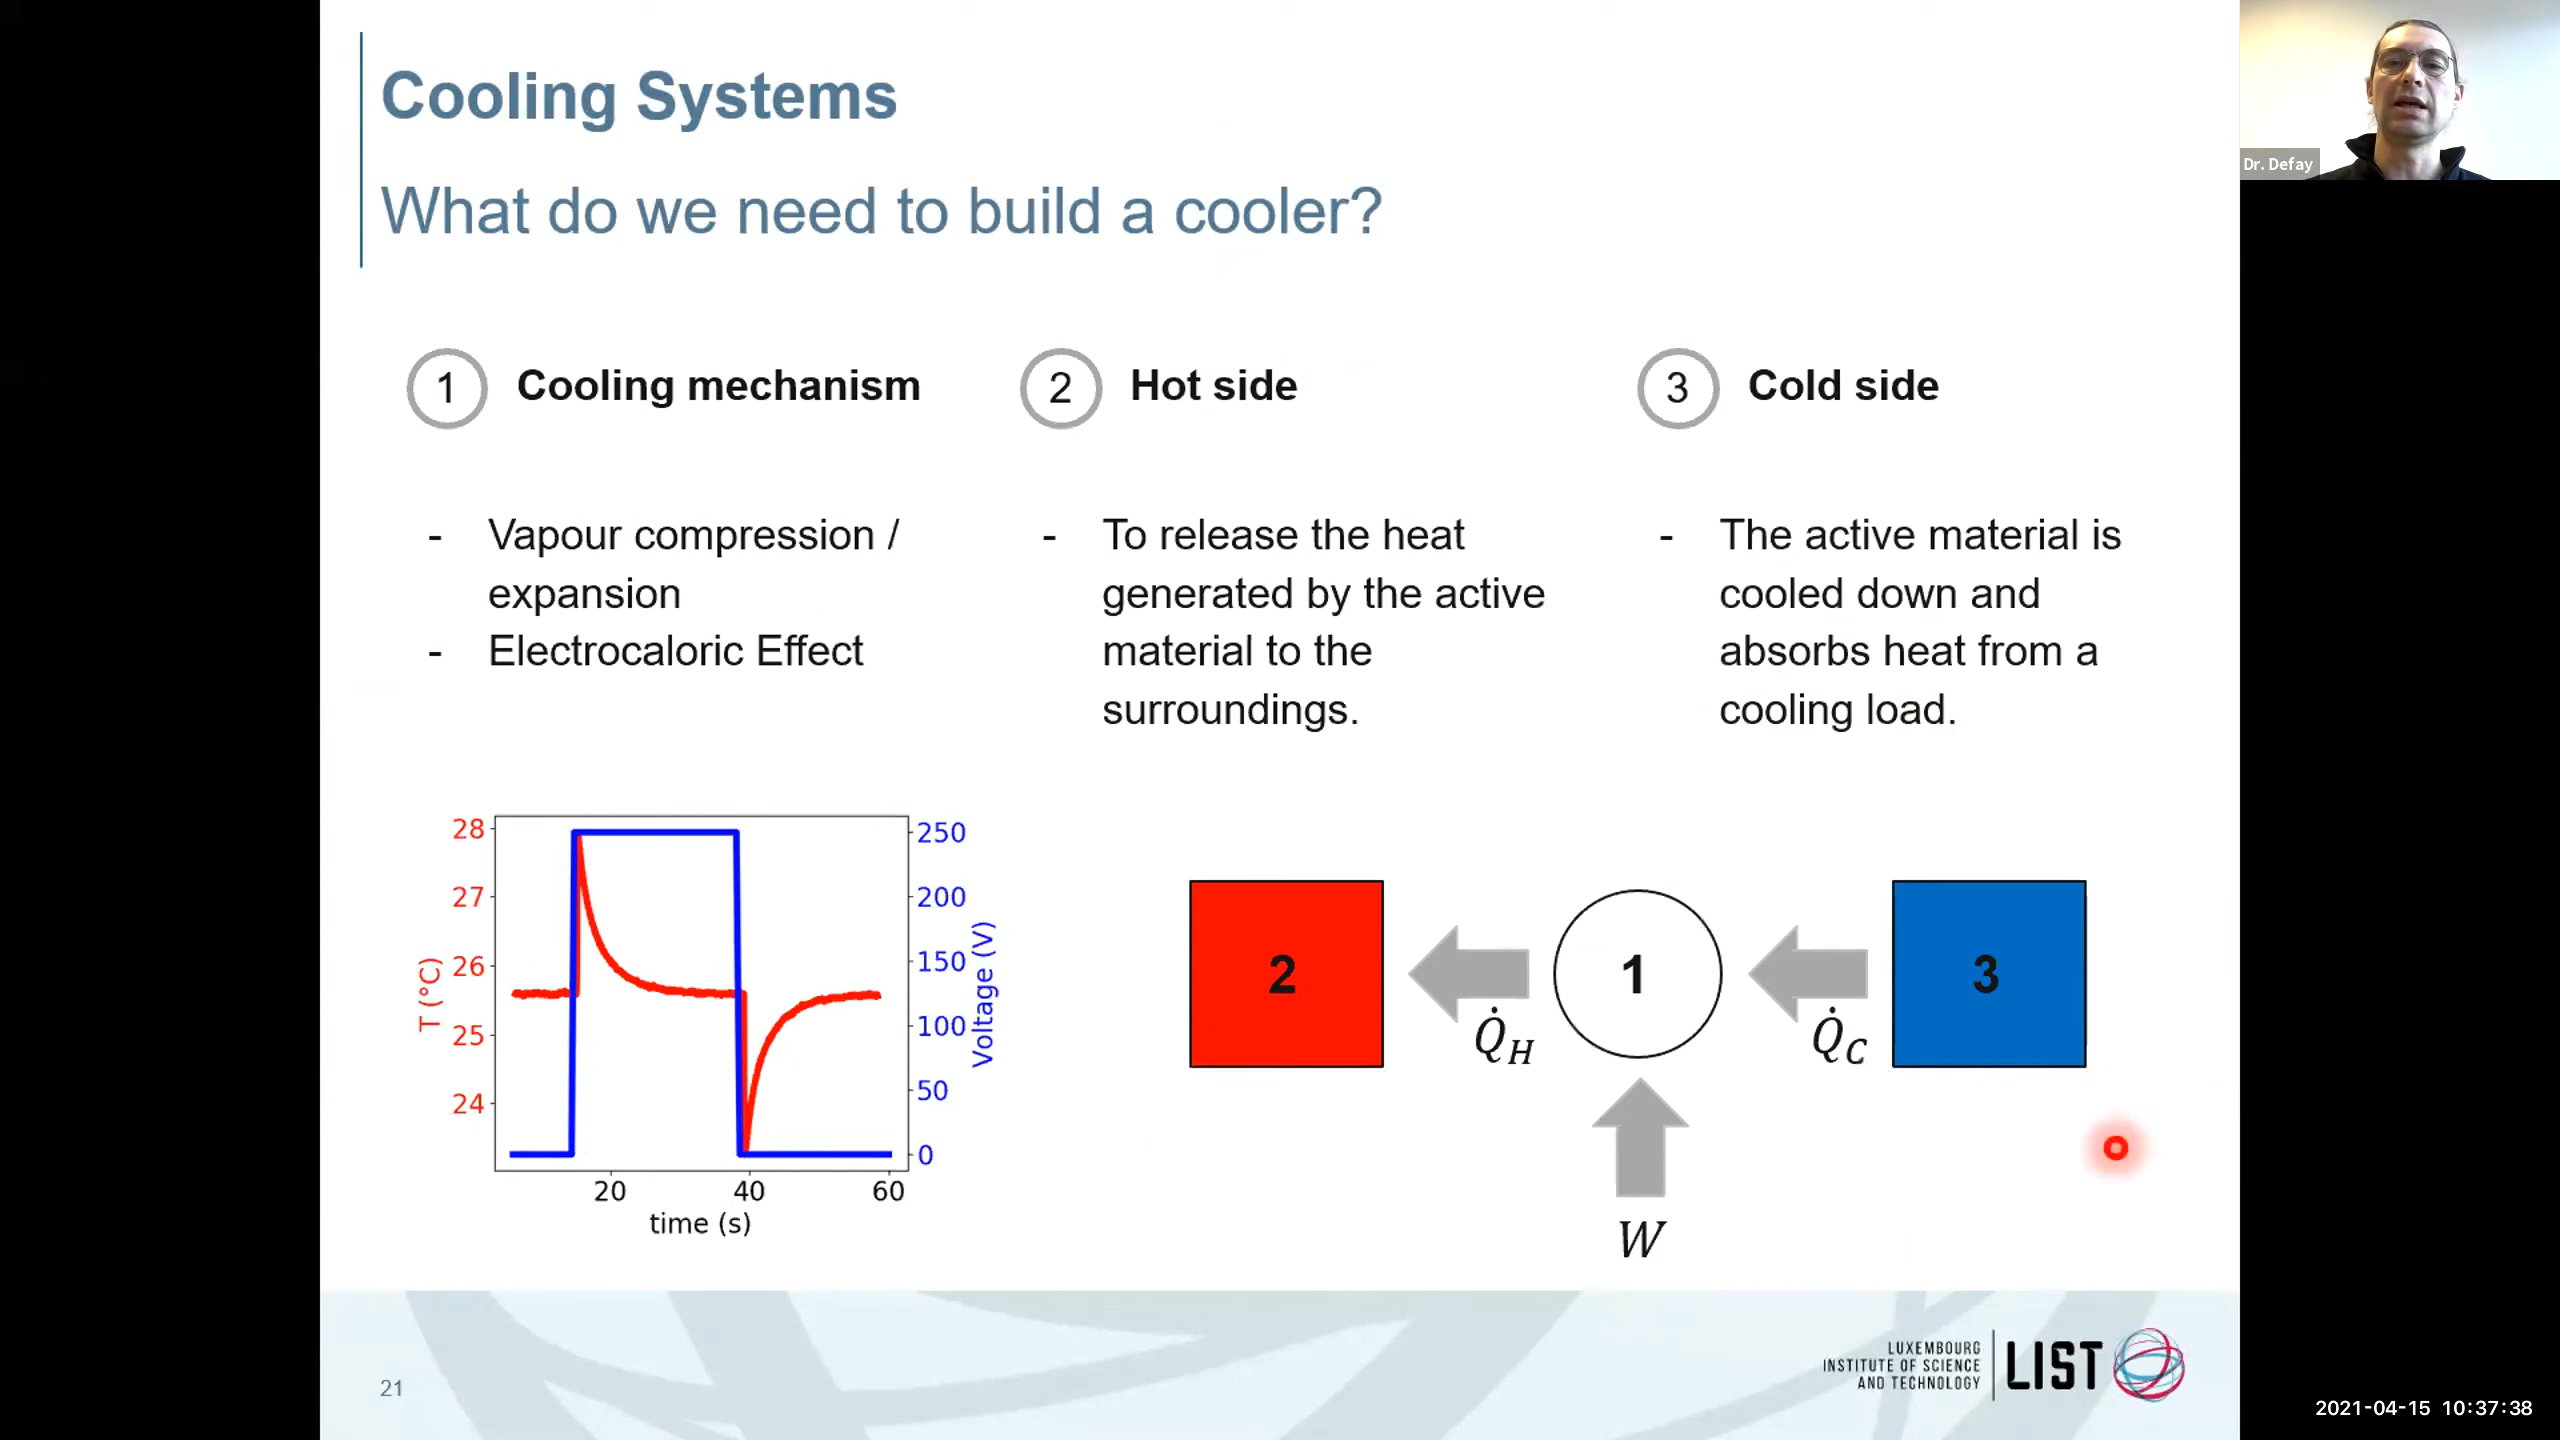 Cooling Systems
What do we need to build a cooler?
Dr. Defay
1 Cooling mechanism
- Vapour compression /
expansion
- Electrocaloric Effect
2 Hot side
- To release the heat
generated by the active
material to the
surroundings.
3 Cold side
- The active material is
cooled down and
absorbs heat from a
cooling load.
28
27
26
25
24
T (°C)
250
200
150
100
50
0
Voltage (V)
20 40 60
time (s)
2 1 3
Q̇_H Q̇_C
W
21
LUXEMBOURG
INSTITUTE OF SCIENCE
AND TECHNOLOGY
LIST
2021-04-15 10:37:38